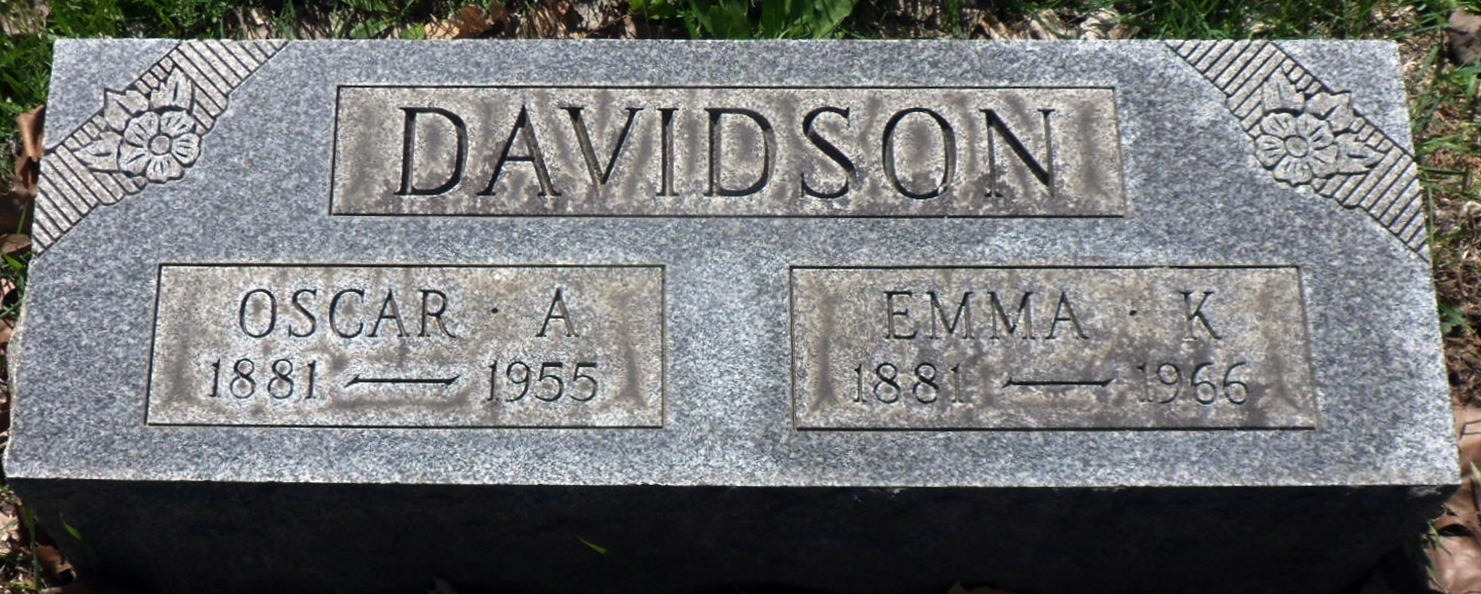 DAVIDSON
OSCAR · A
1881 — 1955
EMMA · K
1881 — 1966